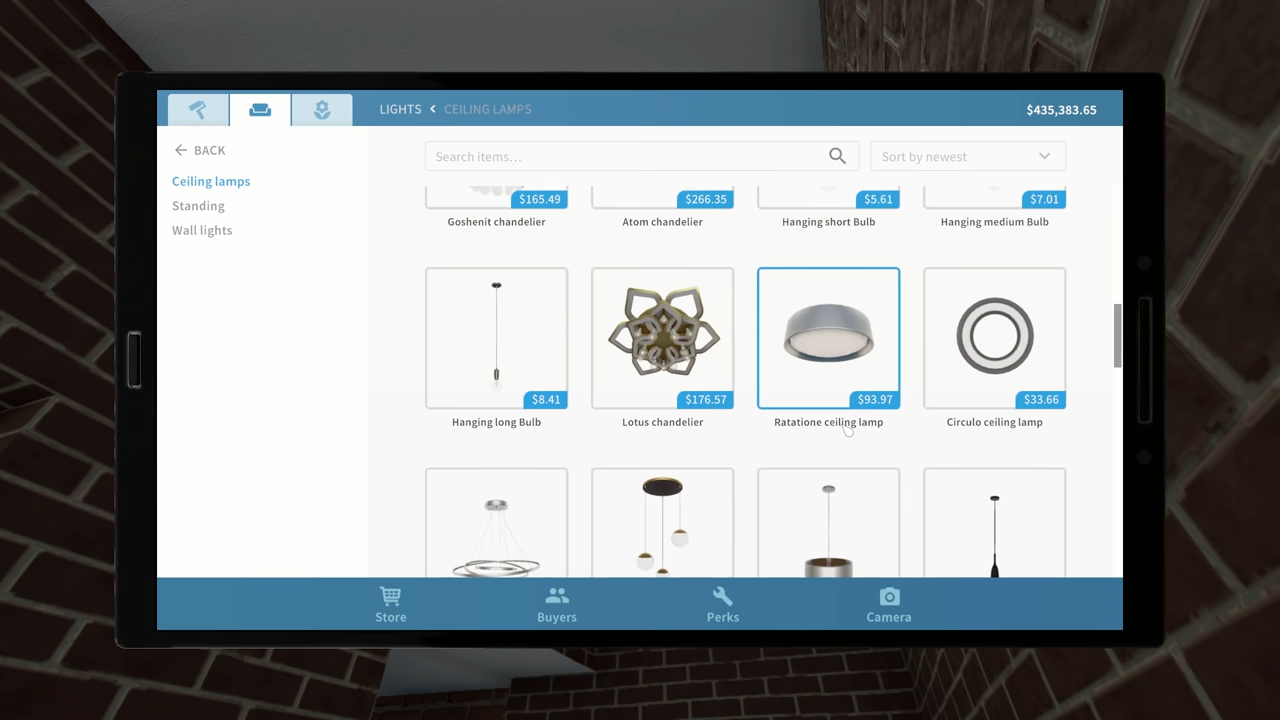 LIGHTS CEILING LAMPS
$435,383.65
BACK
Ceiling lamps
Standing
Wall lights
Search items...
Sort by newest
$165.49
$266.35
$5.61
$7.01
Goshenit chandelier
Atom chandelier
Hanging short Bulb
Hanging medium Bulb
$8.41
$176.57
$93.97
$33.66
Hanging long Bulb
Lotus chandelier
Ratatione ceiling lamp
Circulo ceiling lamp
Store
Buyers
Perks
Camera